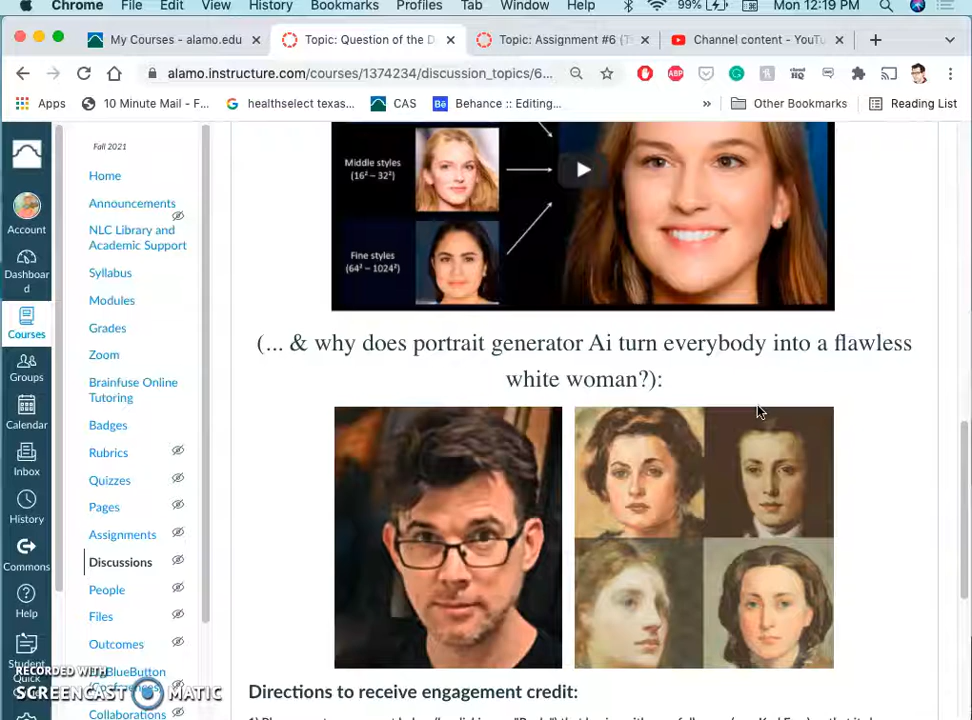 Chrome File Edit View History Bookmarks Profiles Tab Window Help 99% Mon 12:19 PM
My Courses - alamo.edu Topic: Question of the D Topic: Assignment #6 (T Channel content - YouTu
alamo.instructure.com/courses/1374234/discussion_topics/6...
Apps 10 Minute Mail - F... healthselect texas... CAS Behance :: Editing... » Other Bookmarks Reading List
Account
Dashboar
d
Courses
Groups
Calendar
Inbox
History
Commons
Help
Student
Quick
Fall 2021
Home
Announcements
NLC Library and
Academic Support
Syllabus
Modules
Grades
Zoom
Brainfuse Online
Tutoring
Badges
Rubrics
Quizzes
Pages
Assignments
Discussions
People
Files
Outcomes
BlueButton
Collaborations
Middle styles
(16² – 32²)
Fine styles
(64² – 1024²)
(... & why does portrait generator Ai turn everybody into a flawless
white woman?):
Directions to receive engagement credit:
RECORDED WITH
SCREENCAST MATIC